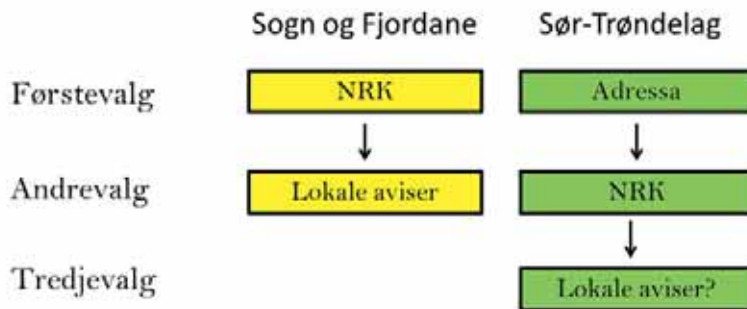 Sogn og Fjordane Sør-Trøndelag
Førstevalg NRK Adressa
Andrevalg Lokale aviser NRK
Tredjevalg Lokale aviser?